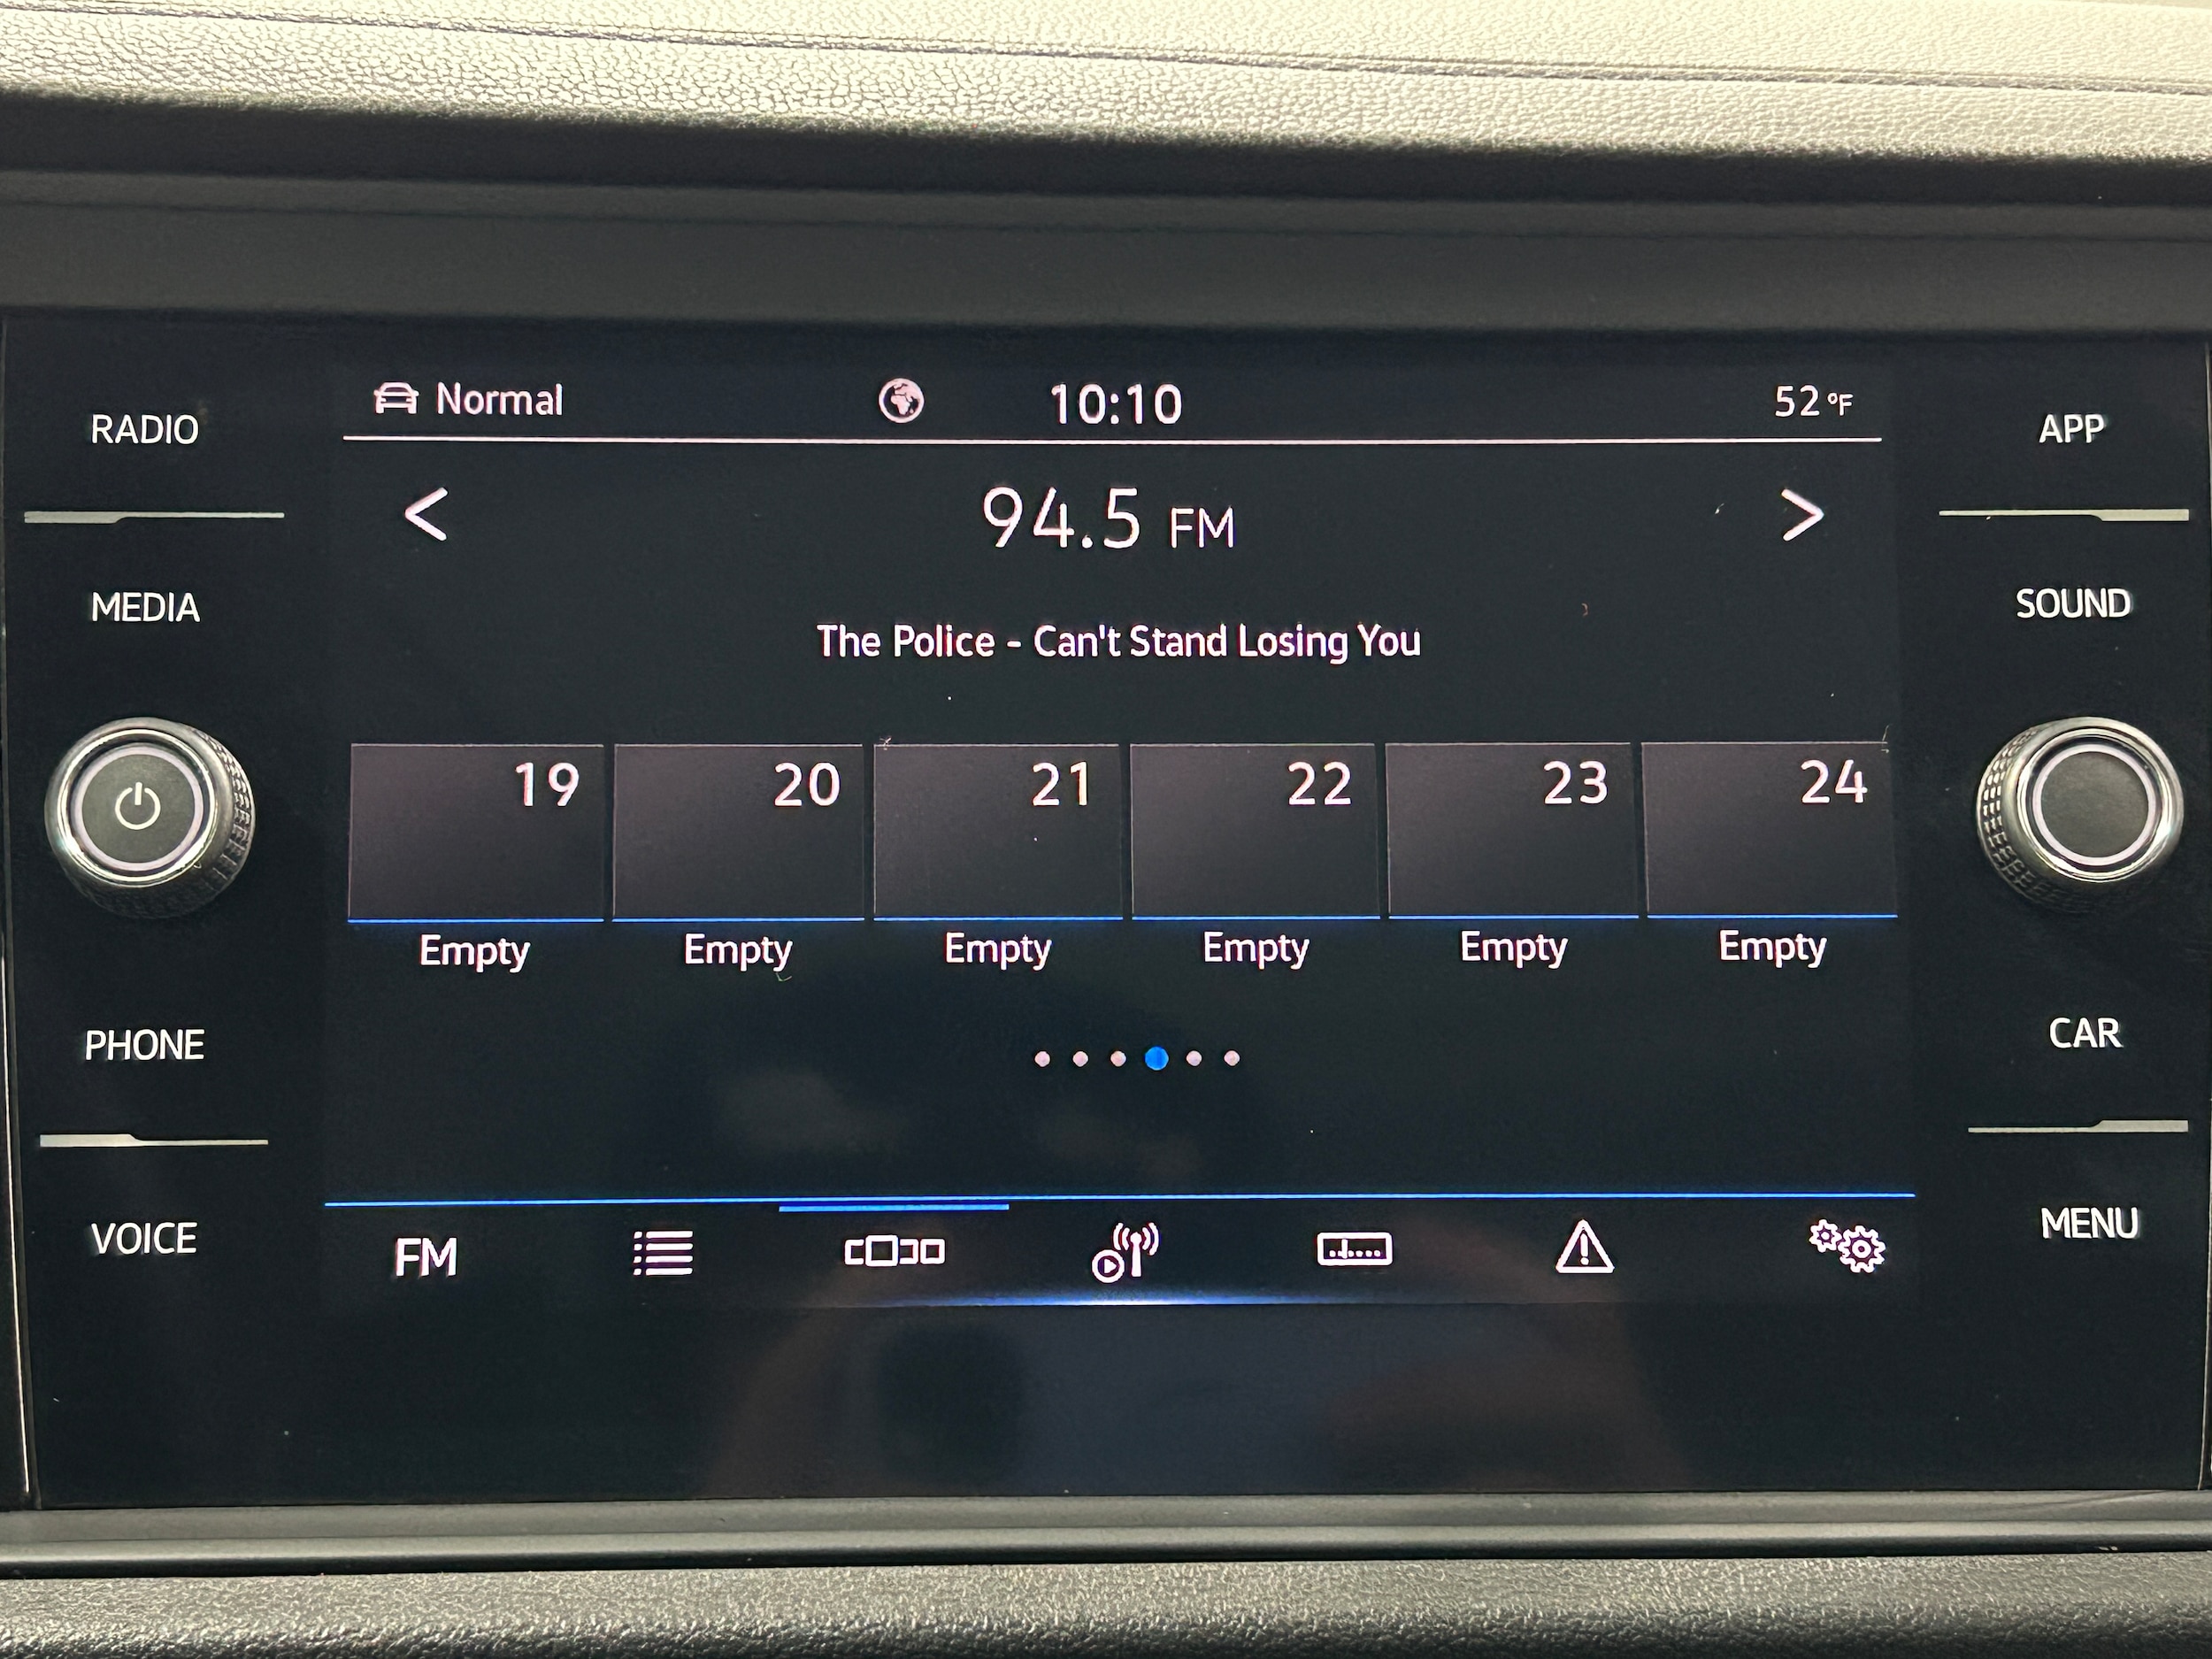 Normal
10:10
52 °F
RADIO
APP
94.5 FM
MEDIA
SOUND
The Police - Can't Stand Losing You
19
20
21
22
23
24
Empty
Empty
Empty
Empty
Empty
Empty
PHONE
CAR
VOICE
MENU
FM